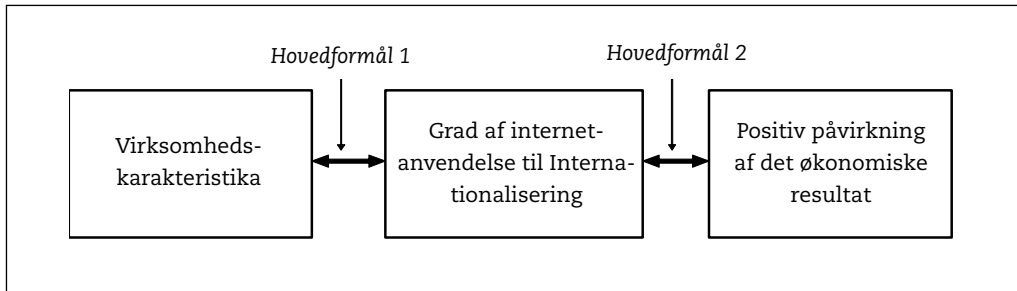 Hovedformål 1
Hovedformål 2
Virksomheds-
karakteristika
Grad af internet-
anvendelse til Interna-
tionalisering
Positiv påvirkning
af det økonomiske
resultat